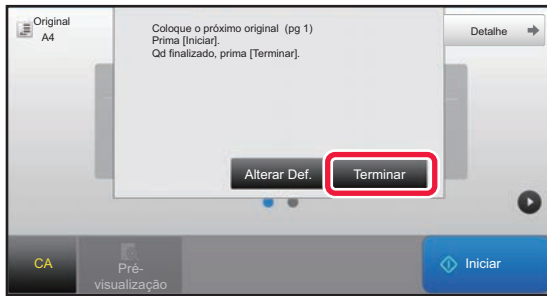 Original
A4
Coloque o próximo original (pg 1)
Prima [Iniciar].
Qd finalizado, prima [Terminar].
Detalhe
Alterar Def.
Terminar
CA
Pré-
visualização
Iniciar